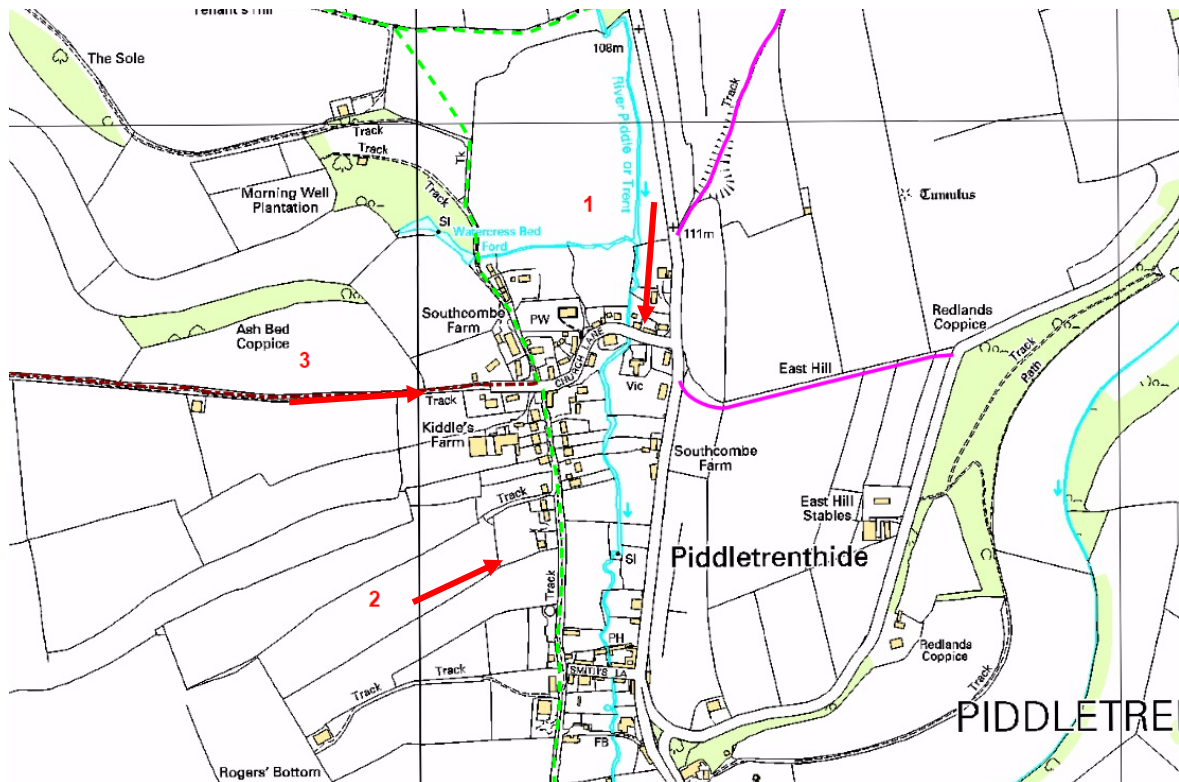 Tenant's Hill
The Sole
108m
Track
River Piddle or Trent
Track
Track
Tk
Morning Well
Plantation
Track
SI
Watercress Bed
Ford
1
111m
Tumulus
Southcombe
Farm
PW
CHURCH LANE
Ash Bed
Coppice
3
Redlands
Coppice
Track
Path
East Hill
Vic
Track
Kiddle's
Farm
Southcombe
Farm
Track
East Hill
Stables
Piddletrenthide
SI
2
Track
PH
SMITHS LA
Redlands
Coppice
Track
Track
PIDDLETRE
FB
Rogers' Bottom